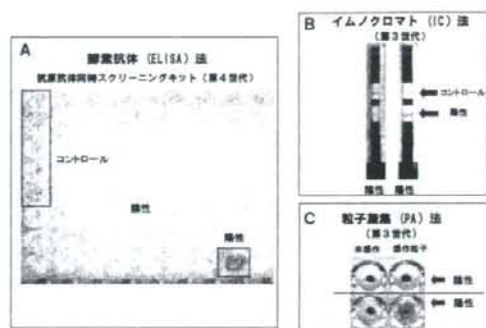 A
酵素抗体 (ELISA) 法
抗原抗体同時スクリーニングキット (第4世代)
コントロール
陰性
陽性
B
イムノクロマト (IC) 法
(第3世代)
コントロール
陽性
陰性 陽性
C
粒子凝集 (PA) 法
(第3世代)
未感作 感作粒子
陰性
陽性